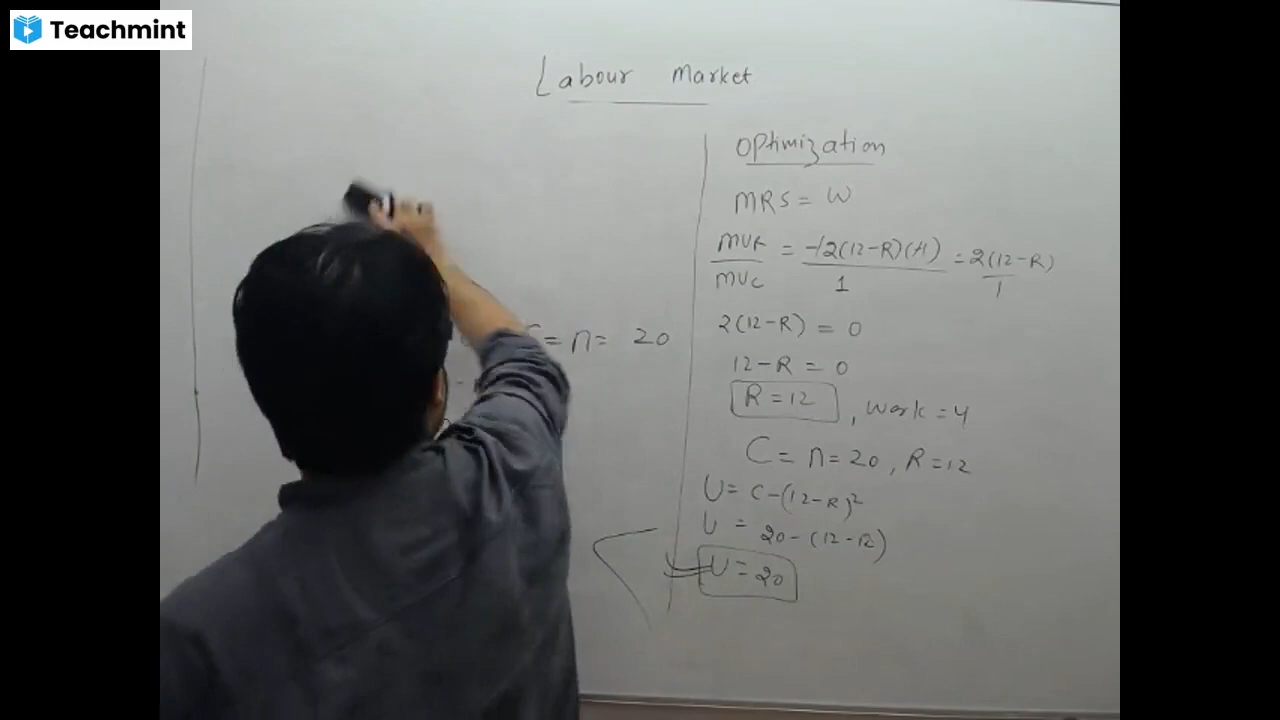 Teachmint
Labour Market
= n = 20
Optimization
MRS = W
MUR / MUC = -12(12-R)(+1) / 1 = 2(12-R) / 1
2(12-R) = 0
12-R = 0
R = 12 , Work = 4
C = n = 20 , R = 12
U = C-(12-R)²
U = 20-(12-12)
U = 20